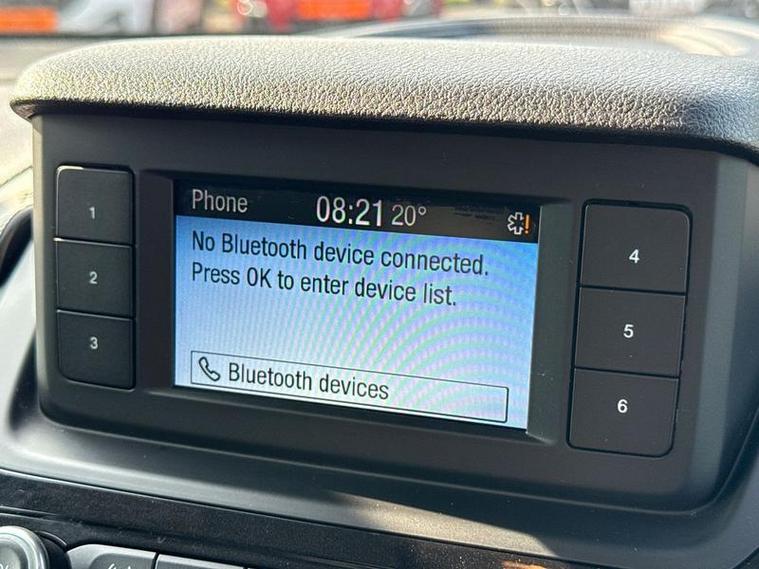 Phone 08:21 20°
No Bluetooth device connected.
Press OK to enter device list.
Bluetooth devices
1
2
3
4
5
6